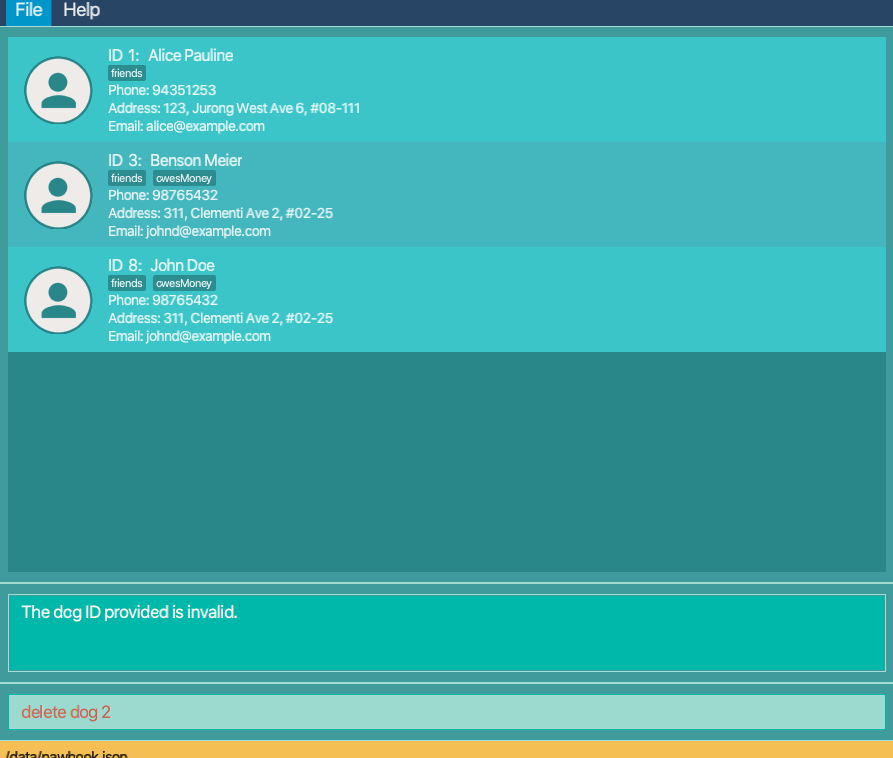 File Help
ID 1: Alice Pauline
friends
Phone: 94351253
Address: 123, Jurong West Ave 6, #08-111
Email: alice@example.com
ID 3: Benson Meier
friends owesMoney
Phone: 98765432
Address: 311, Clementi Ave 2, #02-25
Email: johnd@example.com
ID 8: John Doe
friends owesMoney
Phone: 98765432
Address: 311, Clementi Ave 2, #02-25
Email: johnd@example.com
The dog ID provided is invalid.
delete dog 2
/data/pawbook.json